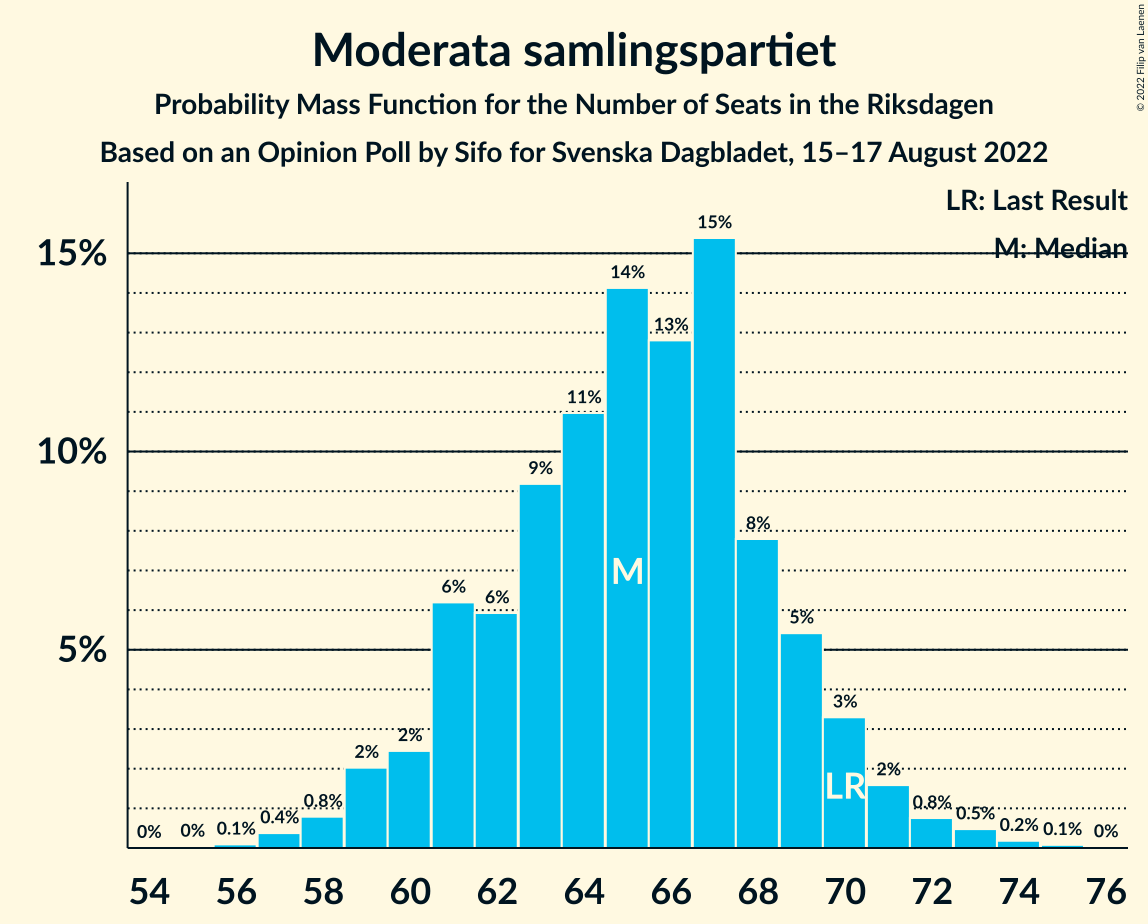 Moderata samlingspartiet
Probability Mass Function for the Number of Seats in the Riksdagen
Based on an Opinion Poll by Sifo for Svenska Dagbladet, 15–17 August 2022
© 2022 Filip van Laenen
LR: Last Result
M: Median
15%
10%
5%
0%
0%
0.1%
0.4%
0.8%
2%
2%
6%
6%
9%
11%
14%
13%
15%
8%
5%
3%
2%
0.8%
0.5%
0.2%
0.1%
0%
M
LR
54 56 58 60 62 64 66 68 70 72 74 76